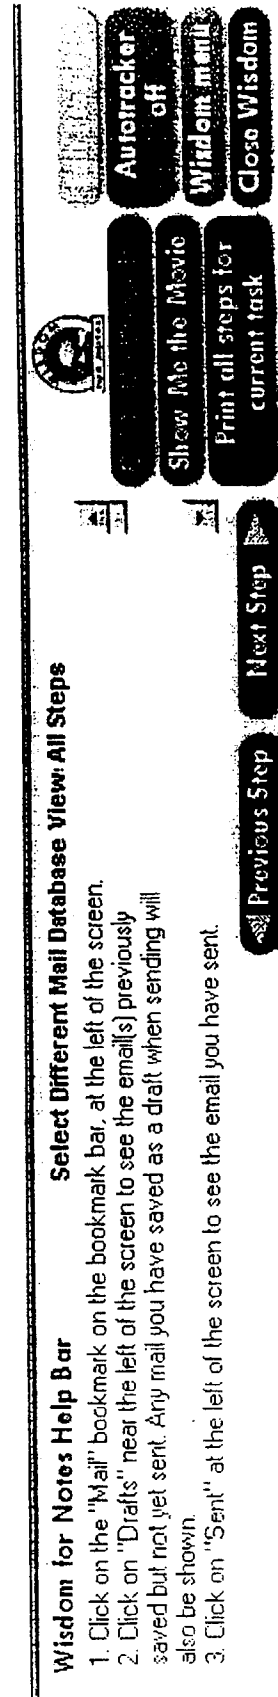 Wisdom for Notes Help Bar
Select Different Mail Database View: All Steps
1. Click on the "Mail" bookmark on the bookmark bar, at the left of the screen.
2. Click on "Drafts" near the left of the screen to see the email(s) previously
saved but not yet sent. Any mail you have saved as a draft when sending will
also be shown.
3. Click on "Sent" at the left of the screen to see the email you have sent.
Previous Step
Next Step
Show Me the Movie
Print all steps for
current task
Autotracker
off
Wisdom menu
Close Wisdom